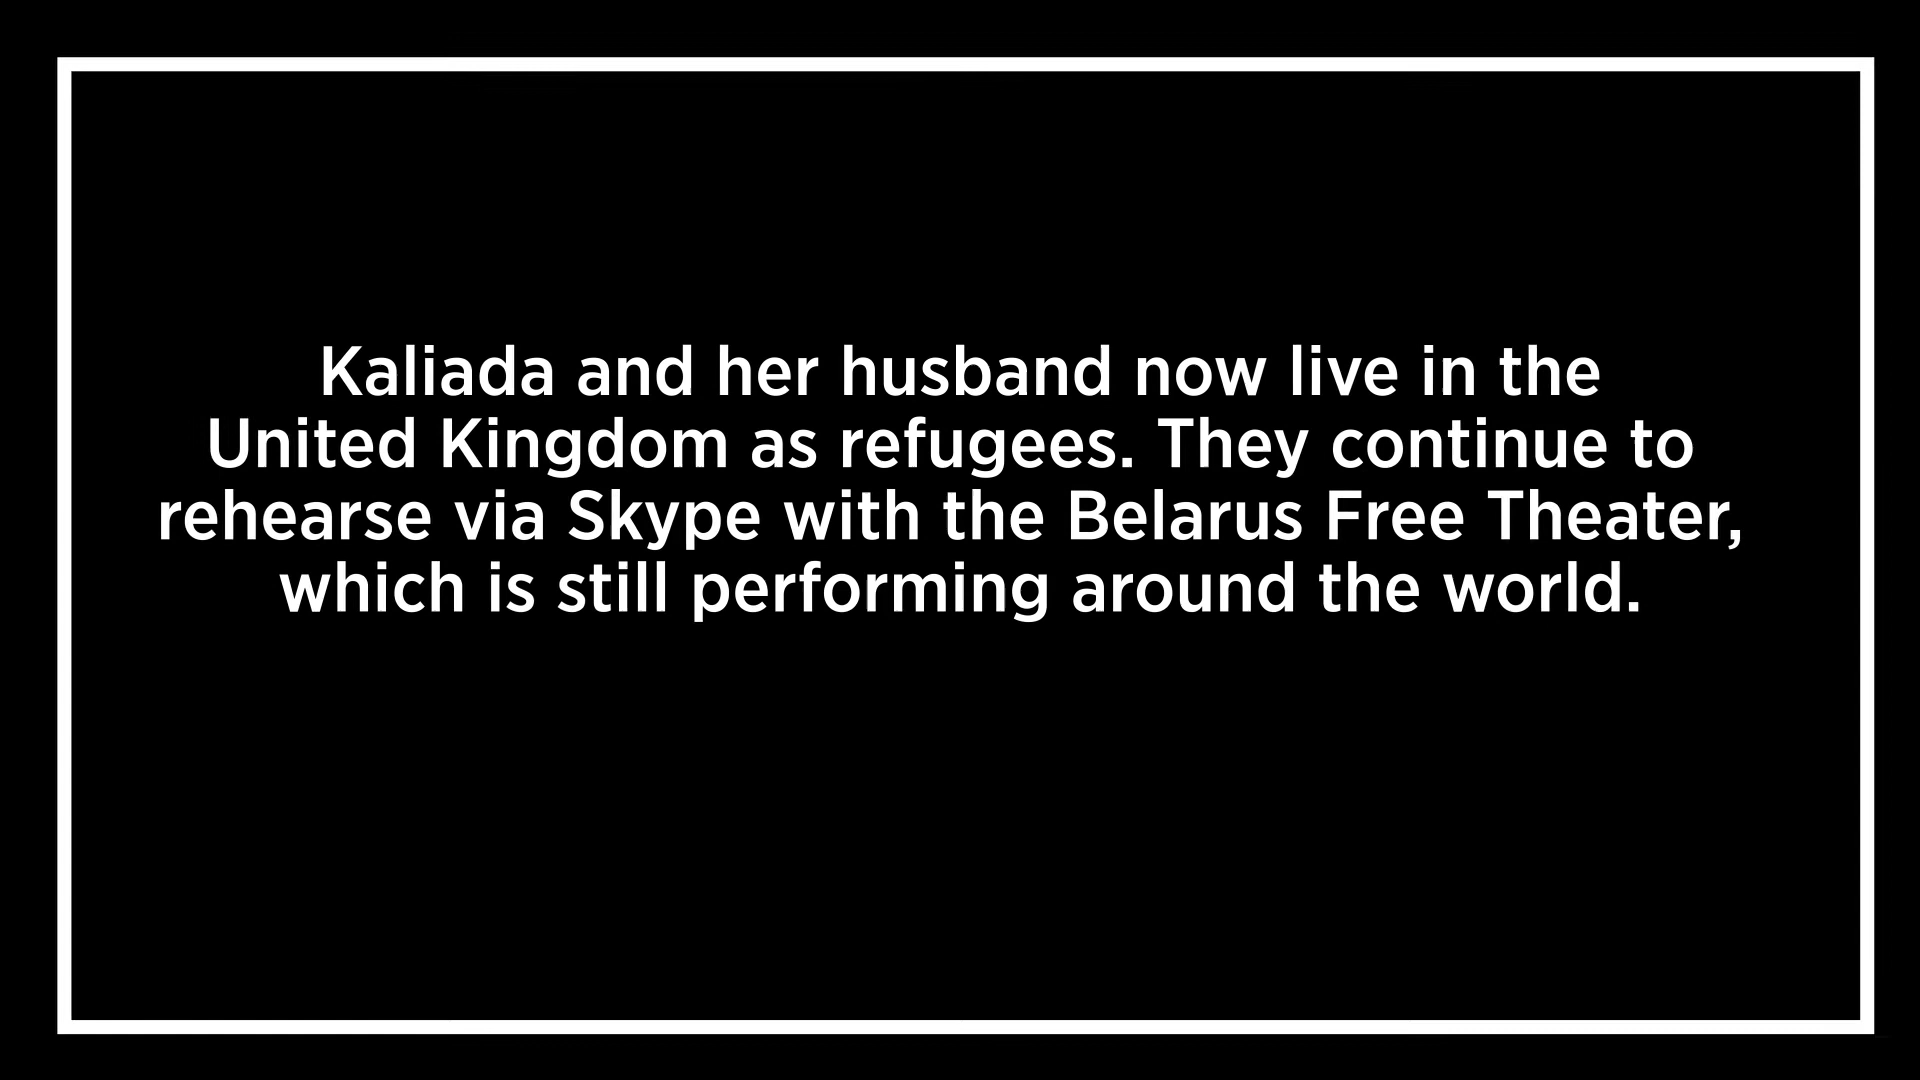 Kaliada and her husband now live in the
United Kingdom as refugees. They continue to
rehearse via Skype with the Belarus Free Theater,
which is still performing around the world.